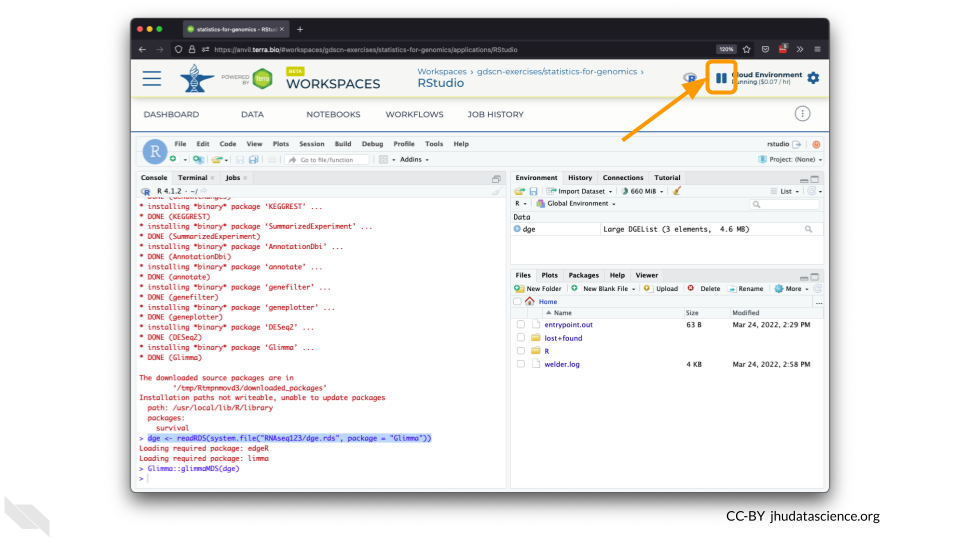 statistics-for-genomics - RStud
https://anvil.terra.bio/#workspaces/gdscn-exercises/statistics-for-genomics/applications/RStudio
120%
POWERED BY Terra
BETA
WORKSPACES
Workspaces › gdscn-exercises/statistics-for-genomics ›
RStudio
R
Cloud Environment
Running ($0.07 / hr)
DASHBOARD DATA NOTEBOOKS WORKFLOWS JOB HISTORY
R
File Edit Code View Plots Session Build Debug Profile Tools Help
rstudio
Go to file/function
Addins
Project: (None)
Console Terminal Jobs
R 4.1.2 · ~/
* installing *binary* package 'KEGGREST' ...
* DONE (KEGGREST)
* installing *binary* package 'SummarizedExperiment' ...
* DONE (SummarizedExperiment)
* installing *binary* package 'AnnotationDbi' ...
* DONE (AnnotationDbi)
* installing *binary* package 'annotate' ...
* DONE (annotate)
* installing *binary* package 'genefilter' ...
* DONE (genefilter)
* installing *binary* package 'geneplotter' ...
* DONE (geneplotter)
* installing *binary* package 'DESeq2' ...
* DONE (DESeq2)
* installing *binary* package 'Glimma' ...
* DONE (Glimma)
The downloaded source packages are in
'/tmp/Rtmpnmovd3/downloaded_packages'
Installation paths not writeable, unable to update packages
path: /usr/local/lib/R/library
packages:
survival
> dge <- readRDS(system.file("RNAseq123/dge.rds", package = "Glimma"))
Loading required package: edgeR
Loading required package: limma
> Glimma::glimmaMDS(dge)
>
Environment History Connections Tutorial
Import Dataset 660 MiB List
R Global Environment
Data
dge Large DGEList (3 elements, 4.6 MB)
Files Plots Packages Help Viewer
New Folder New Blank File Upload Delete Rename More
Home ...
Name Size Modified
entrypoint.out 63 B Mar 24, 2022, 2:29 PM
lost+found
R
welder.log 4 KB Mar 24, 2022, 2:58 PM
CC-BY jhudatascience.org